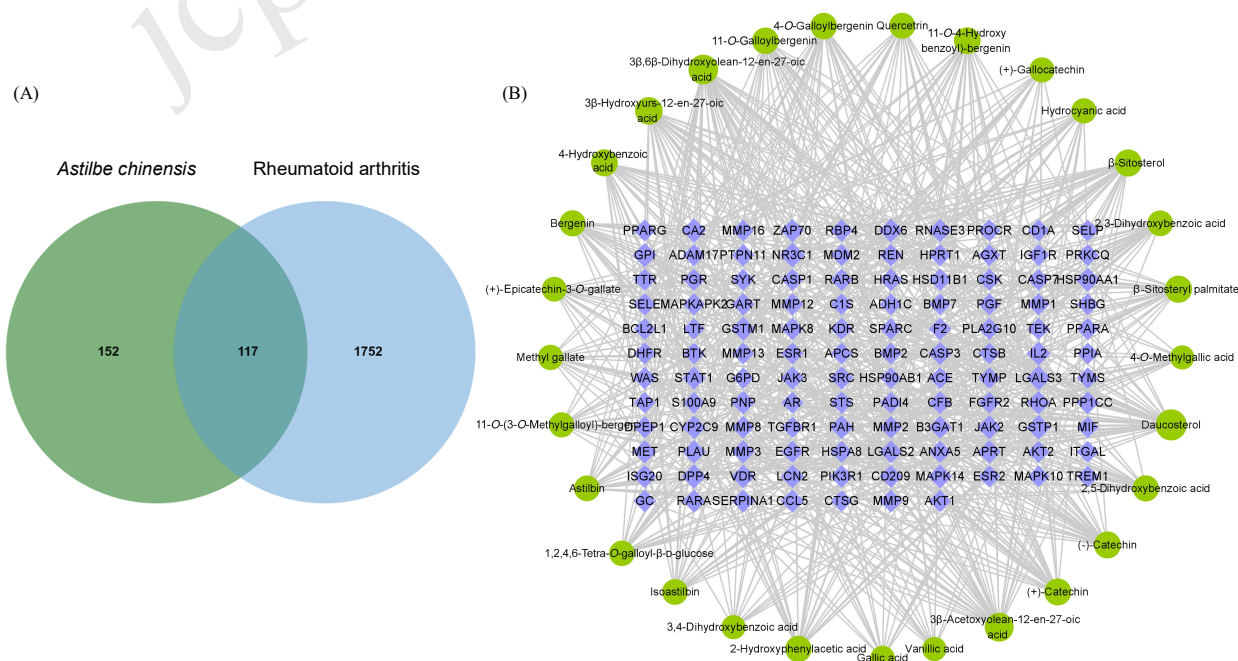 jcp
(A)
(B)
Astilbe chinensis
Rheumatoid arthritis
152
117
1752
4-O-Galloylbergenin
Quercetrin
11-O-Galloylbergenin
11-O-4-Hydroxy
benzoyl)-bergenin
3β,6β-Dihydroxyolean-12-en-27-oic
acid
(+)-Gallocatechin
3β-Hydroxyurs-12-en-27-oic
acid
Hydrocyanic acid
4-Hydroxybenzoic
acid
β-Sitosterol
Bergenin
2,3-Dihydroxybenzoic acid
(+)-Epicatechin-3-O-gallate
β-Sitosteryl palmitate
Methyl gallate
4-O-Methylgallic acid
11-O-(3-O-Methylgalloyl)-bergen
Daucosterol
Astilbin
2,5-Dihydroxybenzoic acid
1,2,4,6-Tetra-O-galloyl-β-D-glucose
(-)-Catechin
Isoastilbin
(+)-Catechin
3,4-Dihydroxybenzoic acid
3β-Acetoxyolean-12-en-27-oic
acid
2-Hydroxyphenylacetic acid
Gallic acid
Vanillic acid
PPARG CA2 MMP16 ZAP70 RBP4 DDX6 RNASE3 PROCR CD1A SELP
GPI ADAM17 PTPN11 NR3C1 MDM2 REN HPRT1 AGXT IGF1R PRKCQ
TTR PGR SYK CASP1 RARB HRAS HSD11B1 CSK CASP7 HSP90AA1
SELE MAPKAPK2 GART MMP12 C1S ADH1C BMP7 PGF MMP1 SHBG
BCL2L1 LTF GSTM1 MAPK8 KDR SPARC F2 PLA2G10 TEK PPARA
DHFR BTK MMP13 ESR1 APCS BMP2 CASP3 CTSB IL2 PPIA
WAS STAT1 G6PD JAK3 SRC HSP90AB1 ACE TYMP LGALS3 TYMS
TAP1 S100A9 PNP AR STS PADI4 CFB FGFR2 RHOA PPP1CC
DPEP1 CYP2C9 MMP8 TGFBR1 PAH MMP2 B3GAT1 JAK2 GSTP1 MIF
MET PLAU MMP3 EGFR HSPA8 LGALS2 ANXA5 APRT AKT2 ITGAL
ISG20 DPP4 VDR LCN2 PIK3R1 CD209 MAPK14 ESR2 MAPK10 TREM1
GC RARA SERPINA1 CCL5 CTSG MMP9 AKT1